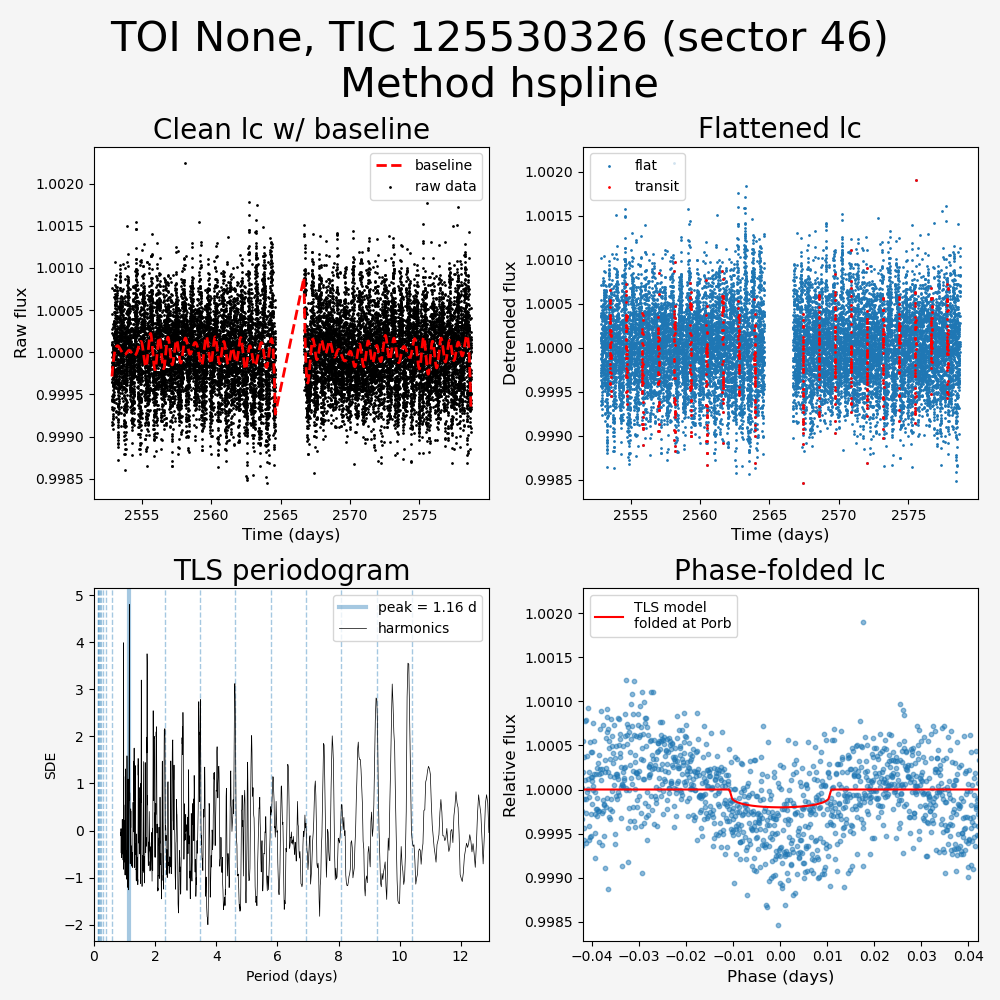 TOI None, TIC 125530326 (sector 46)
Method hspline
Clean lc w/ baseline
Raw flux
1.0020
1.0015
1.0010
1.0005
1.0000
0.9995
0.9990
0.9985
baseline
raw data
2555 2560 2565 2570 2575
Time (days)
Flattened lc
Detrended flux
1.0020
1.0015
1.0010
1.0005
1.0000
0.9995
0.9990
0.9985
flat
transit
2555 2560 2565 2570 2575
Time (days)
TLS periodogram
SDE
5
4
3
2
1
0
−1
−2
peak = 1.16 d
harmonics
0 2 4 6 8 10 12
Period (days)
Phase-folded lc
Relative flux
1.0020
1.0015
1.0010
1.0005
1.0000
0.9995
0.9990
0.9985
TLS model
folded at Porb
−0.04 −0.03 −0.02 −0.01 0.00 0.01 0.02 0.03 0.04
Phase (days)